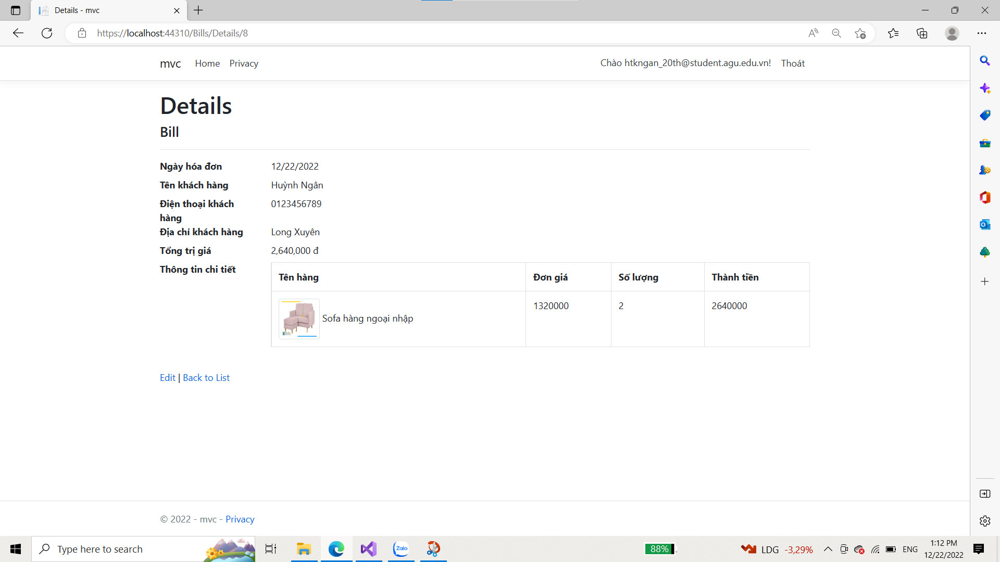 Details - mvc
https://localhost:44310/Bills/Details/8
mvc Home Privacy Chào htkngan_20th@student.agu.edu.vn! Thoát
Details
Bill
Ngày hóa đơn 12/22/2022
Tên khách hàng Huỳnh Ngân
Điện thoại khách hàng 0123456789
Địa chỉ khách hàng Long Xuyên
Tổng trị giá 2,640,000 đ
Thông tin chi tiết
Tên hàng Đơn giá Số lượng Thành tiền
Sofa hàng ngoại nhập 1320000 2 2640000
Edit | Back to List
© 2022 - mvc - Privacy
Type here to search
Zalo
88%
LDG -3,29%
ENG
1:12 PM
12/22/2022